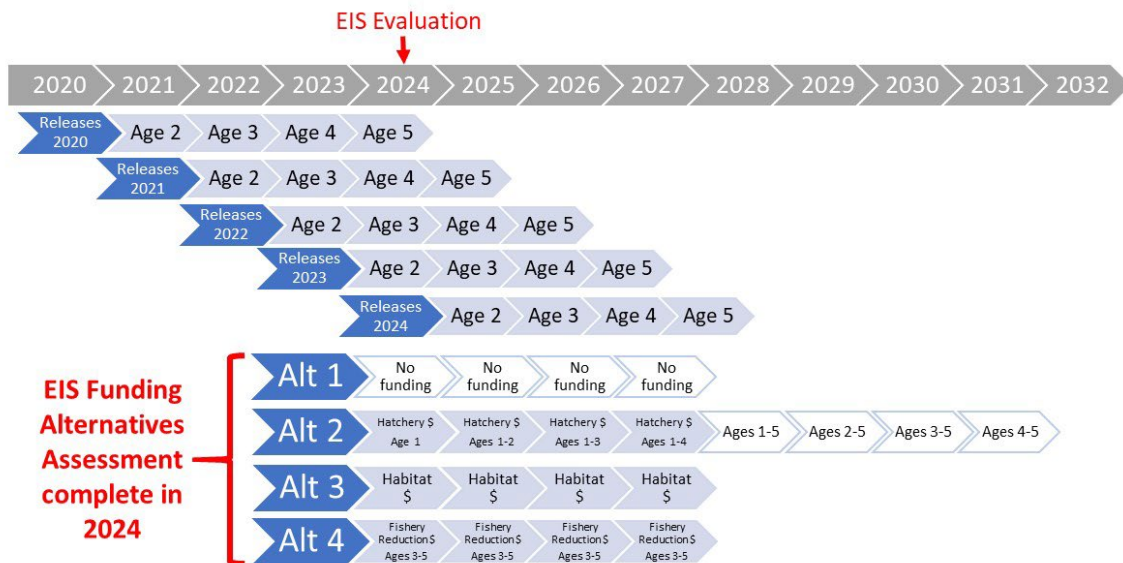 EIS Evaluation
2020 2021 2022 2023 2024 2025 2026 2027 2028 2029 2030 2031 2032
Releases
2020
Age 2 Age 3 Age 4 Age 5
Releases
2021
Age 2 Age 3 Age 4 Age 5
Releases
2022
Age 2 Age 3 Age 4 Age 5
Releases
2023
Age 2 Age 3 Age 4 Age 5
Releases
2024
Age 2 Age 3 Age 4 Age 5
EIS Funding
Alternatives
Assessment
complete in
2024
Alt 1
No No No No
funding funding funding funding
Alt 2
Hatchery $ Hatchery $ Hatchery $ Hatchery $
Age 1 Ages 1-2 Ages 1-3 Ages 1-4
Ages 1-5 Ages 2-5 Ages 3-5 Ages 4-5
Alt 3
Habitat Habitat Habitat Habitat
$ $ $ $
Alt 4
Fishery Fishery Fishery Fishery
Reduction $ Reduction $ Reduction $ Reduction $
Ages 3-5 Ages 3-5 Ages 3-5 Ages 3-5